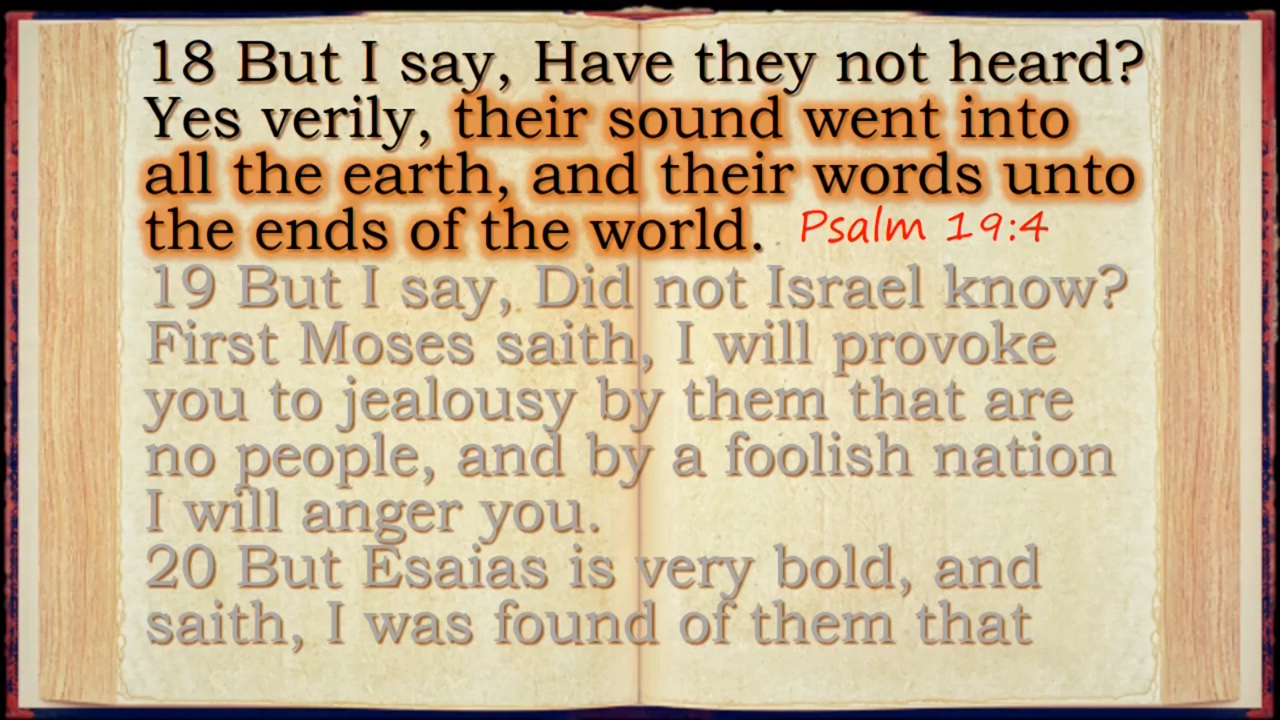 18 But I say, Have they not heard?
Yes verily, their sound went into
all the earth, and their words unto
the ends of the world. Psalm 19:4
19 But I say, Did not Israel know?
First Moses saith, I will provoke
you to jealousy by them that are
no people, and by a foolish nation
I will anger you.
20 But Esaias is very bold, and
saith, I was found of them that